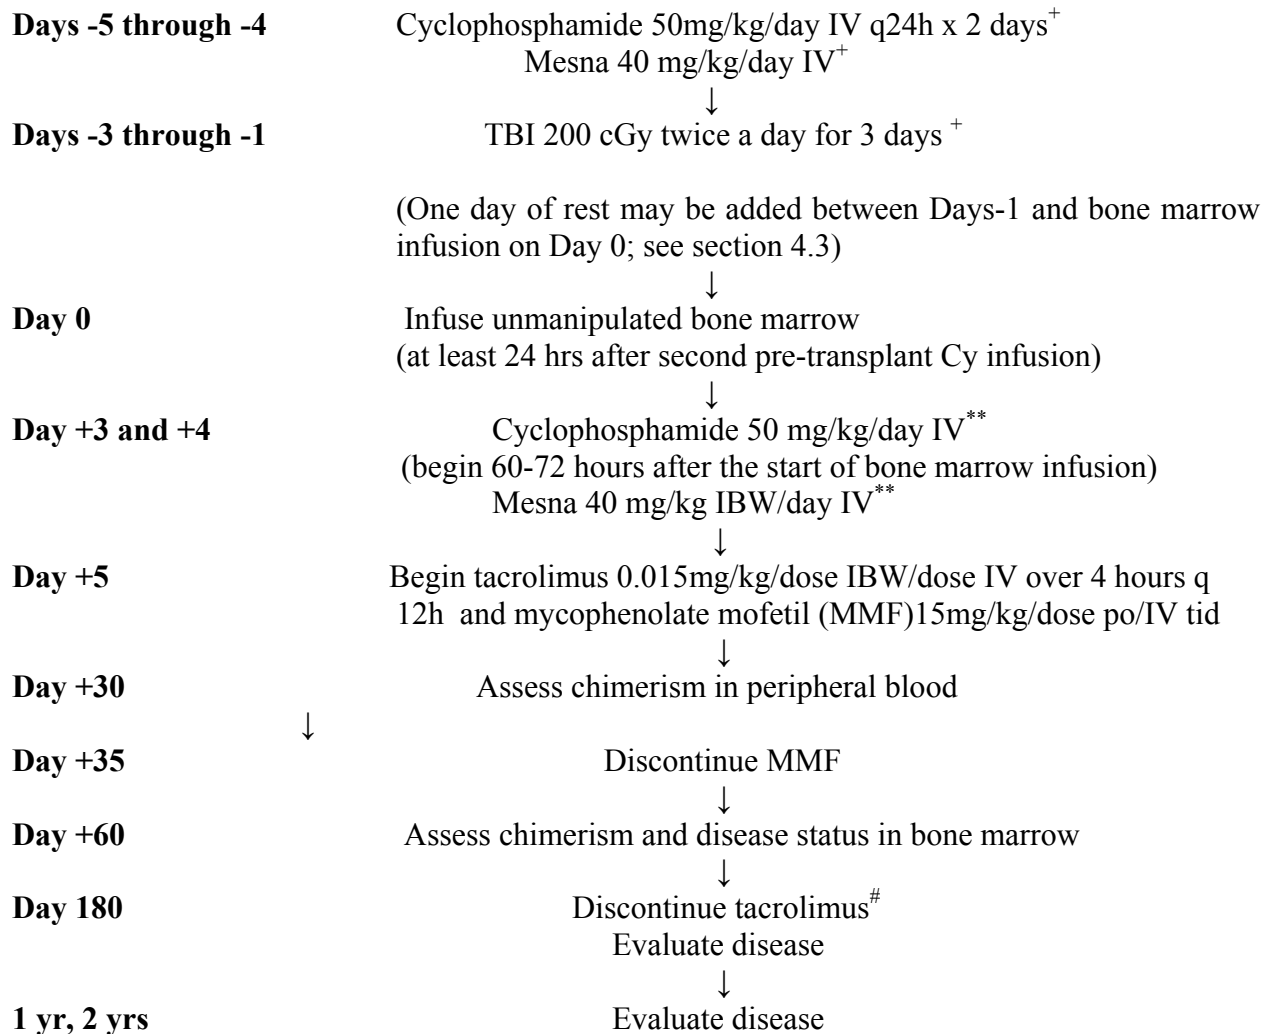 Days -5 through -4 Cyclophosphamide 50mg/kg/day IV q24h x 2 days+
Mesna 40 mg/kg/day IV+
↓
Days -3 through -1 TBI 200 cGy twice a day for 3 days +
(One day of rest may be added between Days-1 and bone marrow
infusion on Day 0; see section 4.3)
↓
Day 0 Infuse unmanipulated bone marrow
(at least 24 hrs after second pre-transplant Cy infusion)
↓
Day +3 and +4 Cyclophosphamide 50 mg/kg/day IV**
(begin 60-72 hours after the start of bone marrow infusion)
Mesna 40 mg/kg IBW/day IV**
↓
Day +5 Begin tacrolimus 0.015mg/kg/dose IBW/dose IV over 4 hours q
12h and mycophenolate mofetil (MMF)15mg/kg/dose po/IV tid
↓
Day +30 Assess chimerism in peripheral blood
↓
Day +35 Discontinue MMF
↓
Day +60 Assess chimerism and disease status in bone marrow
↓
Day 180 Discontinue tacrolimus#
Evaluate disease
↓
1 yr, 2 yrs Evaluate disease